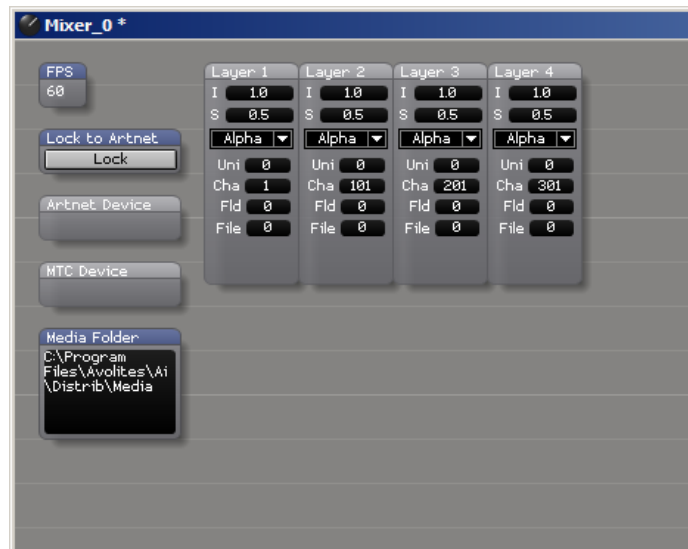 Mixer_0 *
FPS
60
Lock to Artnet
Lock
Artnet Device
MTC Device
Media Folder
C:\Program
Files\Avolites\Ai
\Distrib\Media
Layer 1
I 1.0
S 0.5
Alpha
Uni 0
Cha 1
Fld 0
File 0
Layer 2
I 1.0
S 0.5
Alpha
Uni 0
Cha 101
Fld 0
File 0
Layer 3
I 1.0
S 0.5
Alpha
Uni 0
Cha 201
Fld 0
File 0
Layer 4
I 1.0
S 0.5
Alpha
Uni 0
Cha 301
Fld 0
File 0